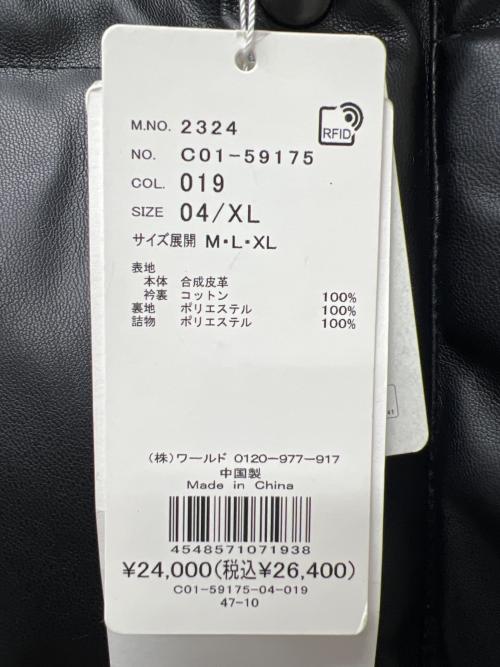 M.NO. 2324
RFID
NO. C01-59175
COL. 019
SIZE 04/XL
サイズ展開 M・L・XL
表地
本体 合成皮革
衿裏 コットン 100%
裏地 ポリエステル 100%
詰物 ポリエステル 100%
(株)ワールド 0120-977-917
中国製
Made in China
4548571071938
¥24,000(税込¥26,400)
C01-59175-04-019
47-10